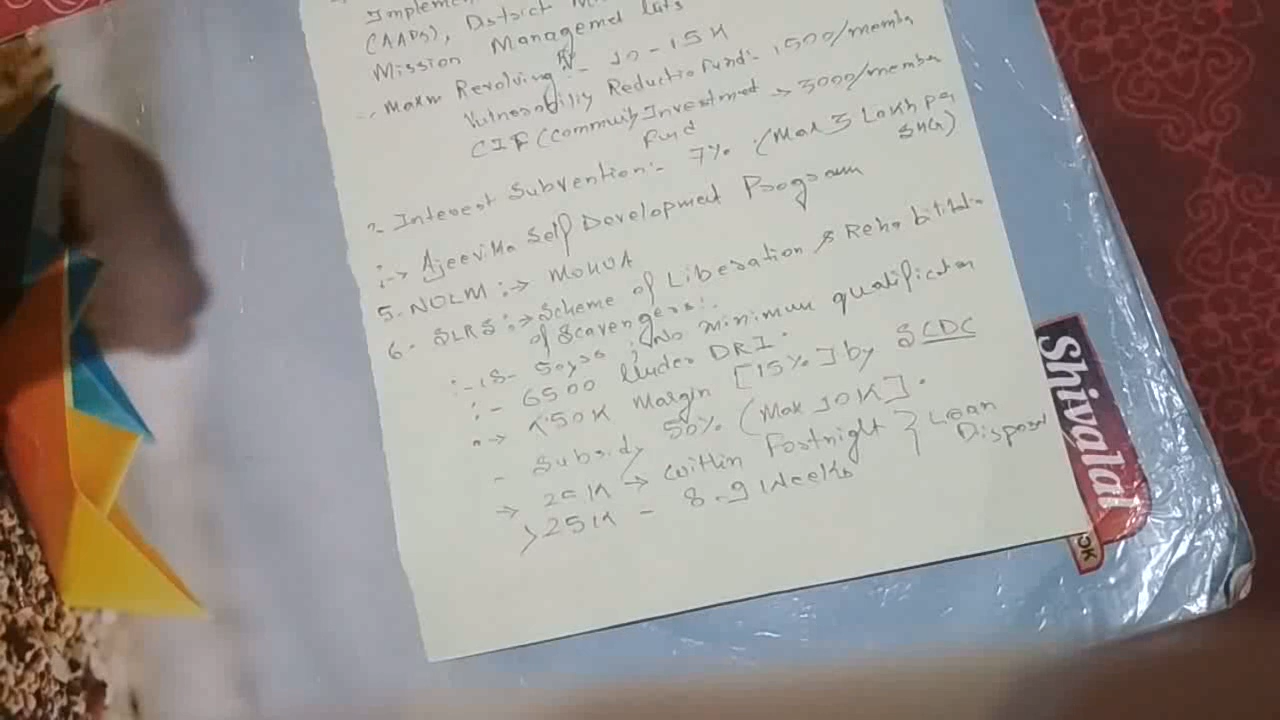 Implemen
(AAPs), District M
Mission Management Units
Maxm Revolving F :- 10-15K
Vulnerability Reduction Fund:- 1500/member
CIF (Community Investment → 3000/member
Fund
Interest Subvention:- 7%. (Max 3 Lakh per
SHG)
:→ Ajeevika Self Development Program
5. NULM :→ MOHUA
6. SLRS :→ Scheme of Liberation & Rehabilitation
of Scavengers:.
:- 18-50yrs ; No minimum qualification
:- 6500 Under DRI.
<50K Margin [15%] by SCDC
- Subsidy 50% (Max 10K].
→ 25K → Within Fortnight } Loan
>25K - 8-9 Weeks Disposal
Shivalal
OK